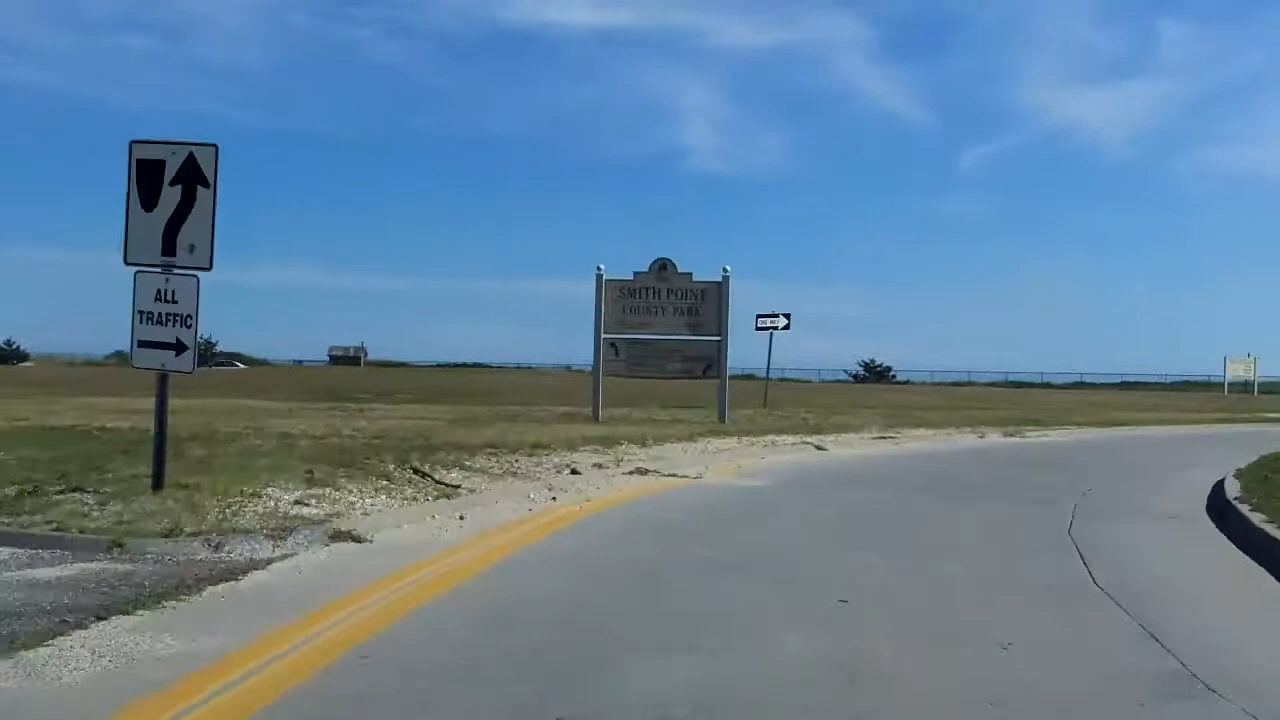 ALL
TRAFFIC
SMITH POINT
COUNTY PARK
ONE WAY